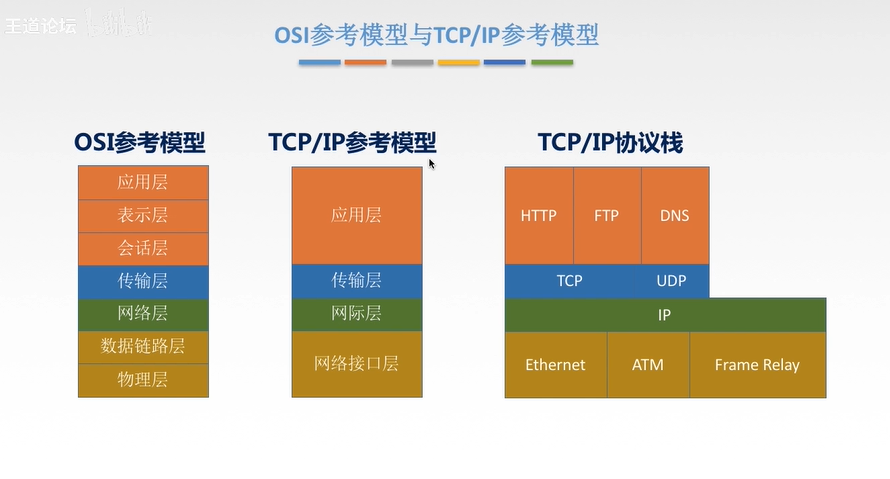 王道论坛
OSI参考模型与TCP/IP参考模型
OSI参考模型
应用层
表示层
会话层
传输层
网络层
数据链路层
物理层
TCP/IP参考模型
应用层
传输层
网际层
网络接口层
TCP/IP协议栈
HTTP FTP DNS
TCP UDP
IP
Ethernet ATM Frame Relay